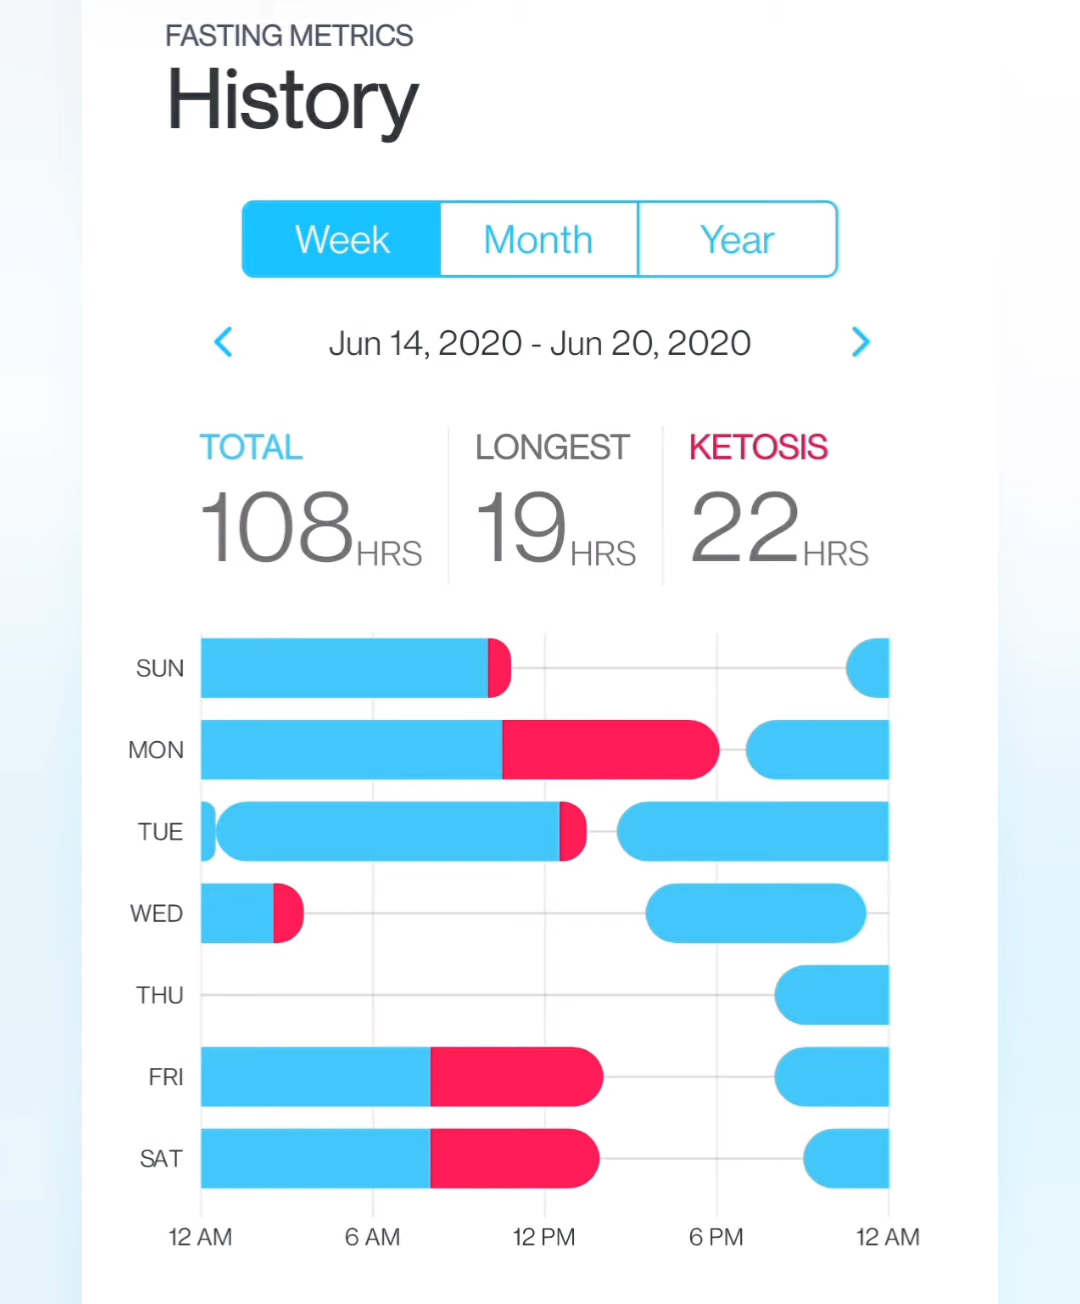 FASTING METRICS
History
Week Month Year
Jun 14, 2020 - Jun 20, 2020
TOTAL LONGEST KETOSIS
108HRS 19HRS 22HRS
SUN
MON
TUE
WED
THU
FRI
SAT
12 AM 6 AM 12 PM 6 PM 12 AM